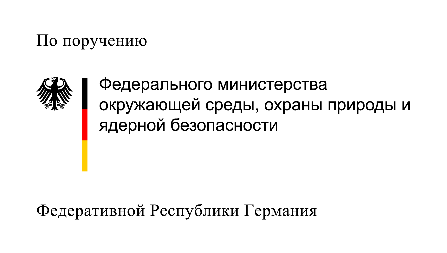 По поручению
Федерального министерства
окружающей среды, охраны природы и
ядерной безопасности
Федеративной Республики Германия